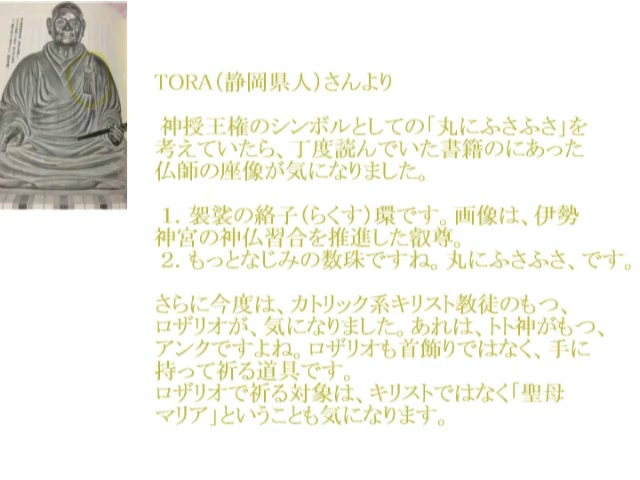 TORA(静岡県人)さんより
神授王権のシンボルとしての「丸にふさふさ」を
考えていたら、丁度読んでいた書籍のにあった
仏師の座像が気になりました。
１．袈裟の絡子(らくす)環です。画像は、伊勢
神宮の神仏習合を推進した叡尊。
２．もっとなじみの数珠ですね。丸にふさふさ、です。
さらに今度は、カトリック系キリスト教徒のもつ、
ロザリオが、気になりました。あれは、トト神がもつ、
アンクですよね。ロザリオも首飾りではなく、手に
持って祈る道具です。
ロザリオで祈る対象は、キリストではなく「聖母
マリア」ということも気になります。